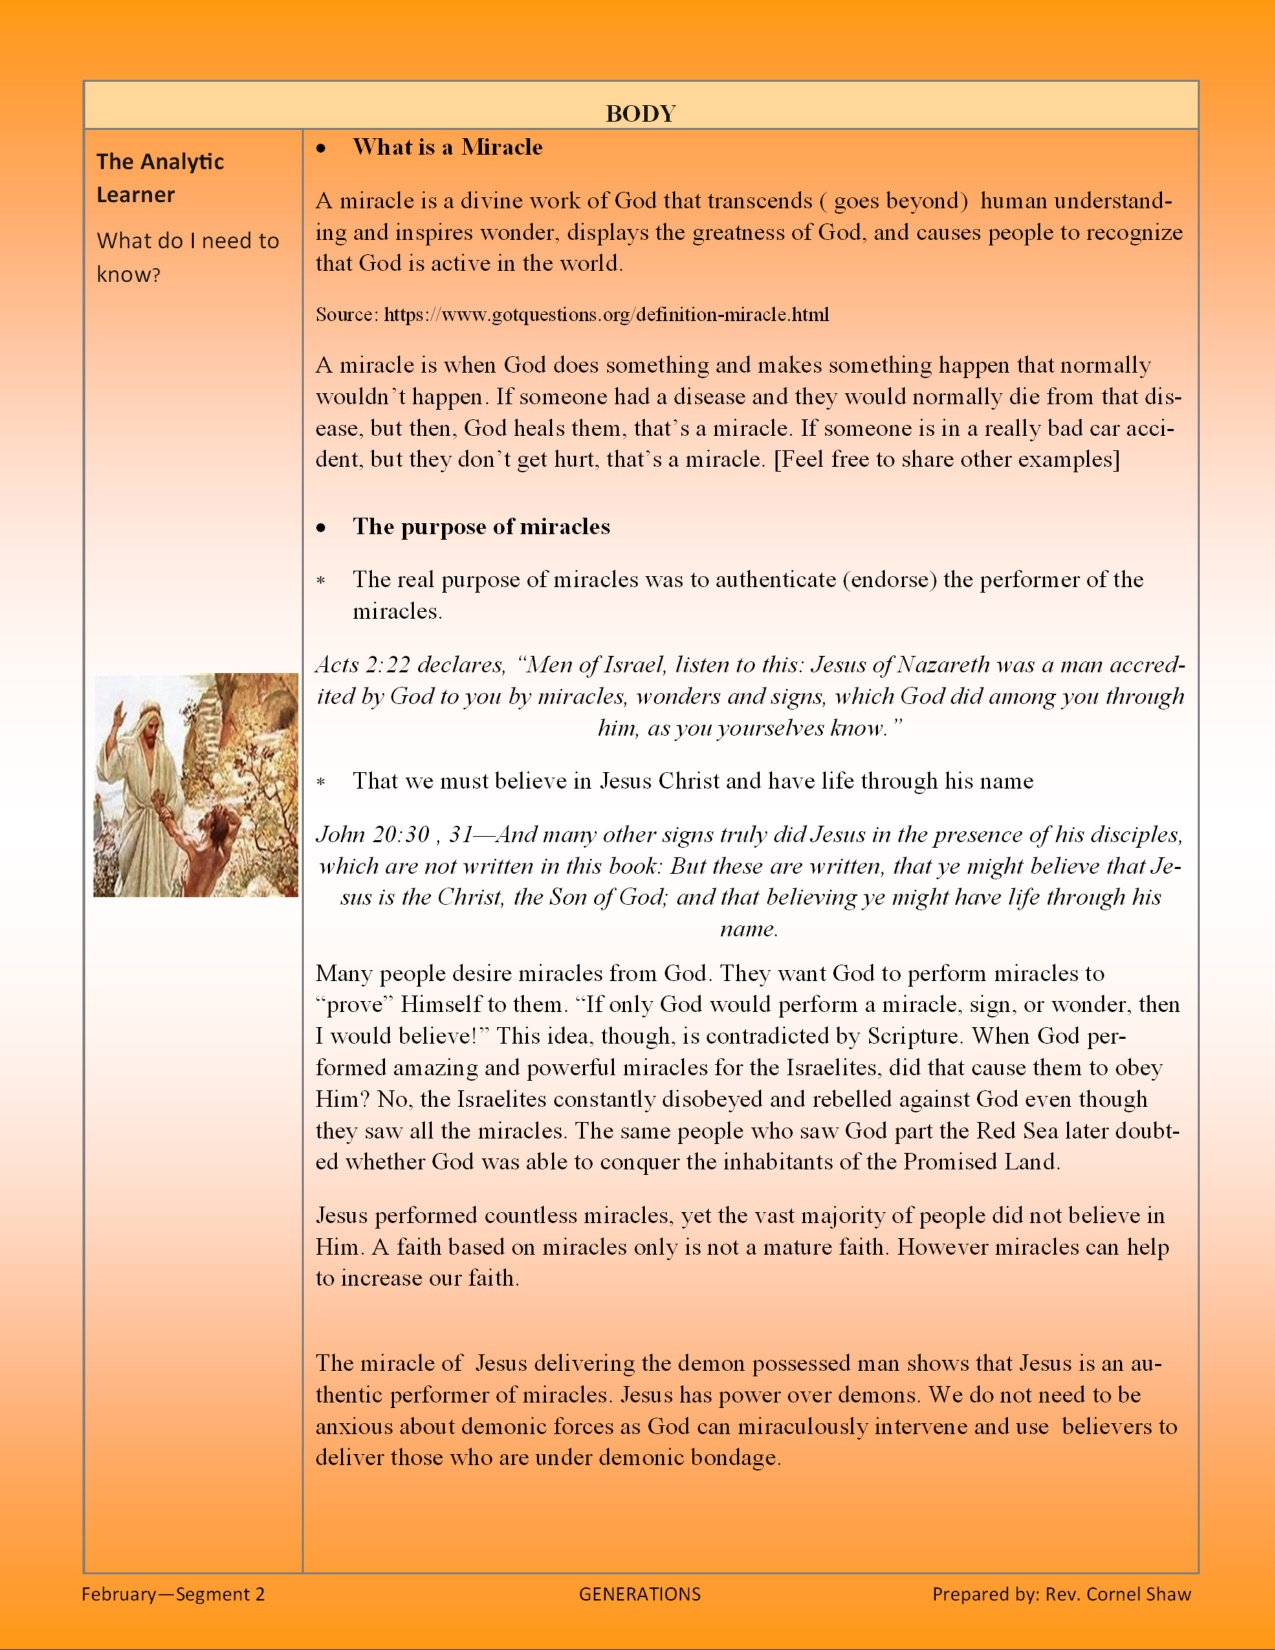 BODY
The Analytic
Learner
What do I need to
know?
• What is a Miracle
A miracle is a divine work of God that transcends ( goes beyond)  human understand-
ing and inspires wonder, displays the greatness of God, and causes people to recognize
that God is active in the world.
Source: https://www.gotquestions.org/definition-miracle.html
A miracle is when God does something and makes something happen that normally
wouldn’t happen. If someone had a disease and they would normally die from that dis-
ease, but then, God heals them, that’s a miracle. If someone is in a really bad car acci-
dent, but they don’t get hurt, that’s a miracle. [Feel free to share other examples]
• The purpose of miracles
* The real purpose of miracles was to authenticate (endorse) the performer of the
miracles.
Acts 2:22 declares, “Men of Israel, listen to this: Jesus of Nazareth was a man accred-
ited by God to you by miracles, wonders and signs, which God did among you through
him, as you yourselves know.”
* That we must believe in Jesus Christ and have life through his name
John 20:30 , 31—And many other signs truly did Jesus in the presence of his disciples,
which are not written in this book: But these are written, that ye might believe that Je-
sus is the Christ, the Son of God; and that believing ye might have life through his
name.
Many people desire miracles from God. They want God to perform miracles to
“prove” Himself to them. “If only God would perform a miracle, sign, or wonder, then
I would believe!” This idea, though, is contradicted by Scripture. When God per-
formed amazing and powerful miracles for the Israelites, did that cause them to obey
Him? No, the Israelites constantly disobeyed and rebelled against God even though
they saw all the miracles. The same people who saw God part the Red Sea later doubt-
ed whether God was able to conquer the inhabitants of the Promised Land.
Jesus performed countless miracles, yet the vast majority of people did not believe in
Him. A faith based on miracles only is not a mature faith. However miracles can help
to increase our faith.
The miracle of  Jesus delivering the demon possessed man shows that Jesus is an au-
thentic performer of miracles. Jesus has power over demons. We do not need to be
anxious about demonic forces as God can miraculously intervene and use  believers to
deliver those who are under demonic bondage.
February—Segment 2
GENERATIONS
Prepared by: Rev. Cornel Shaw